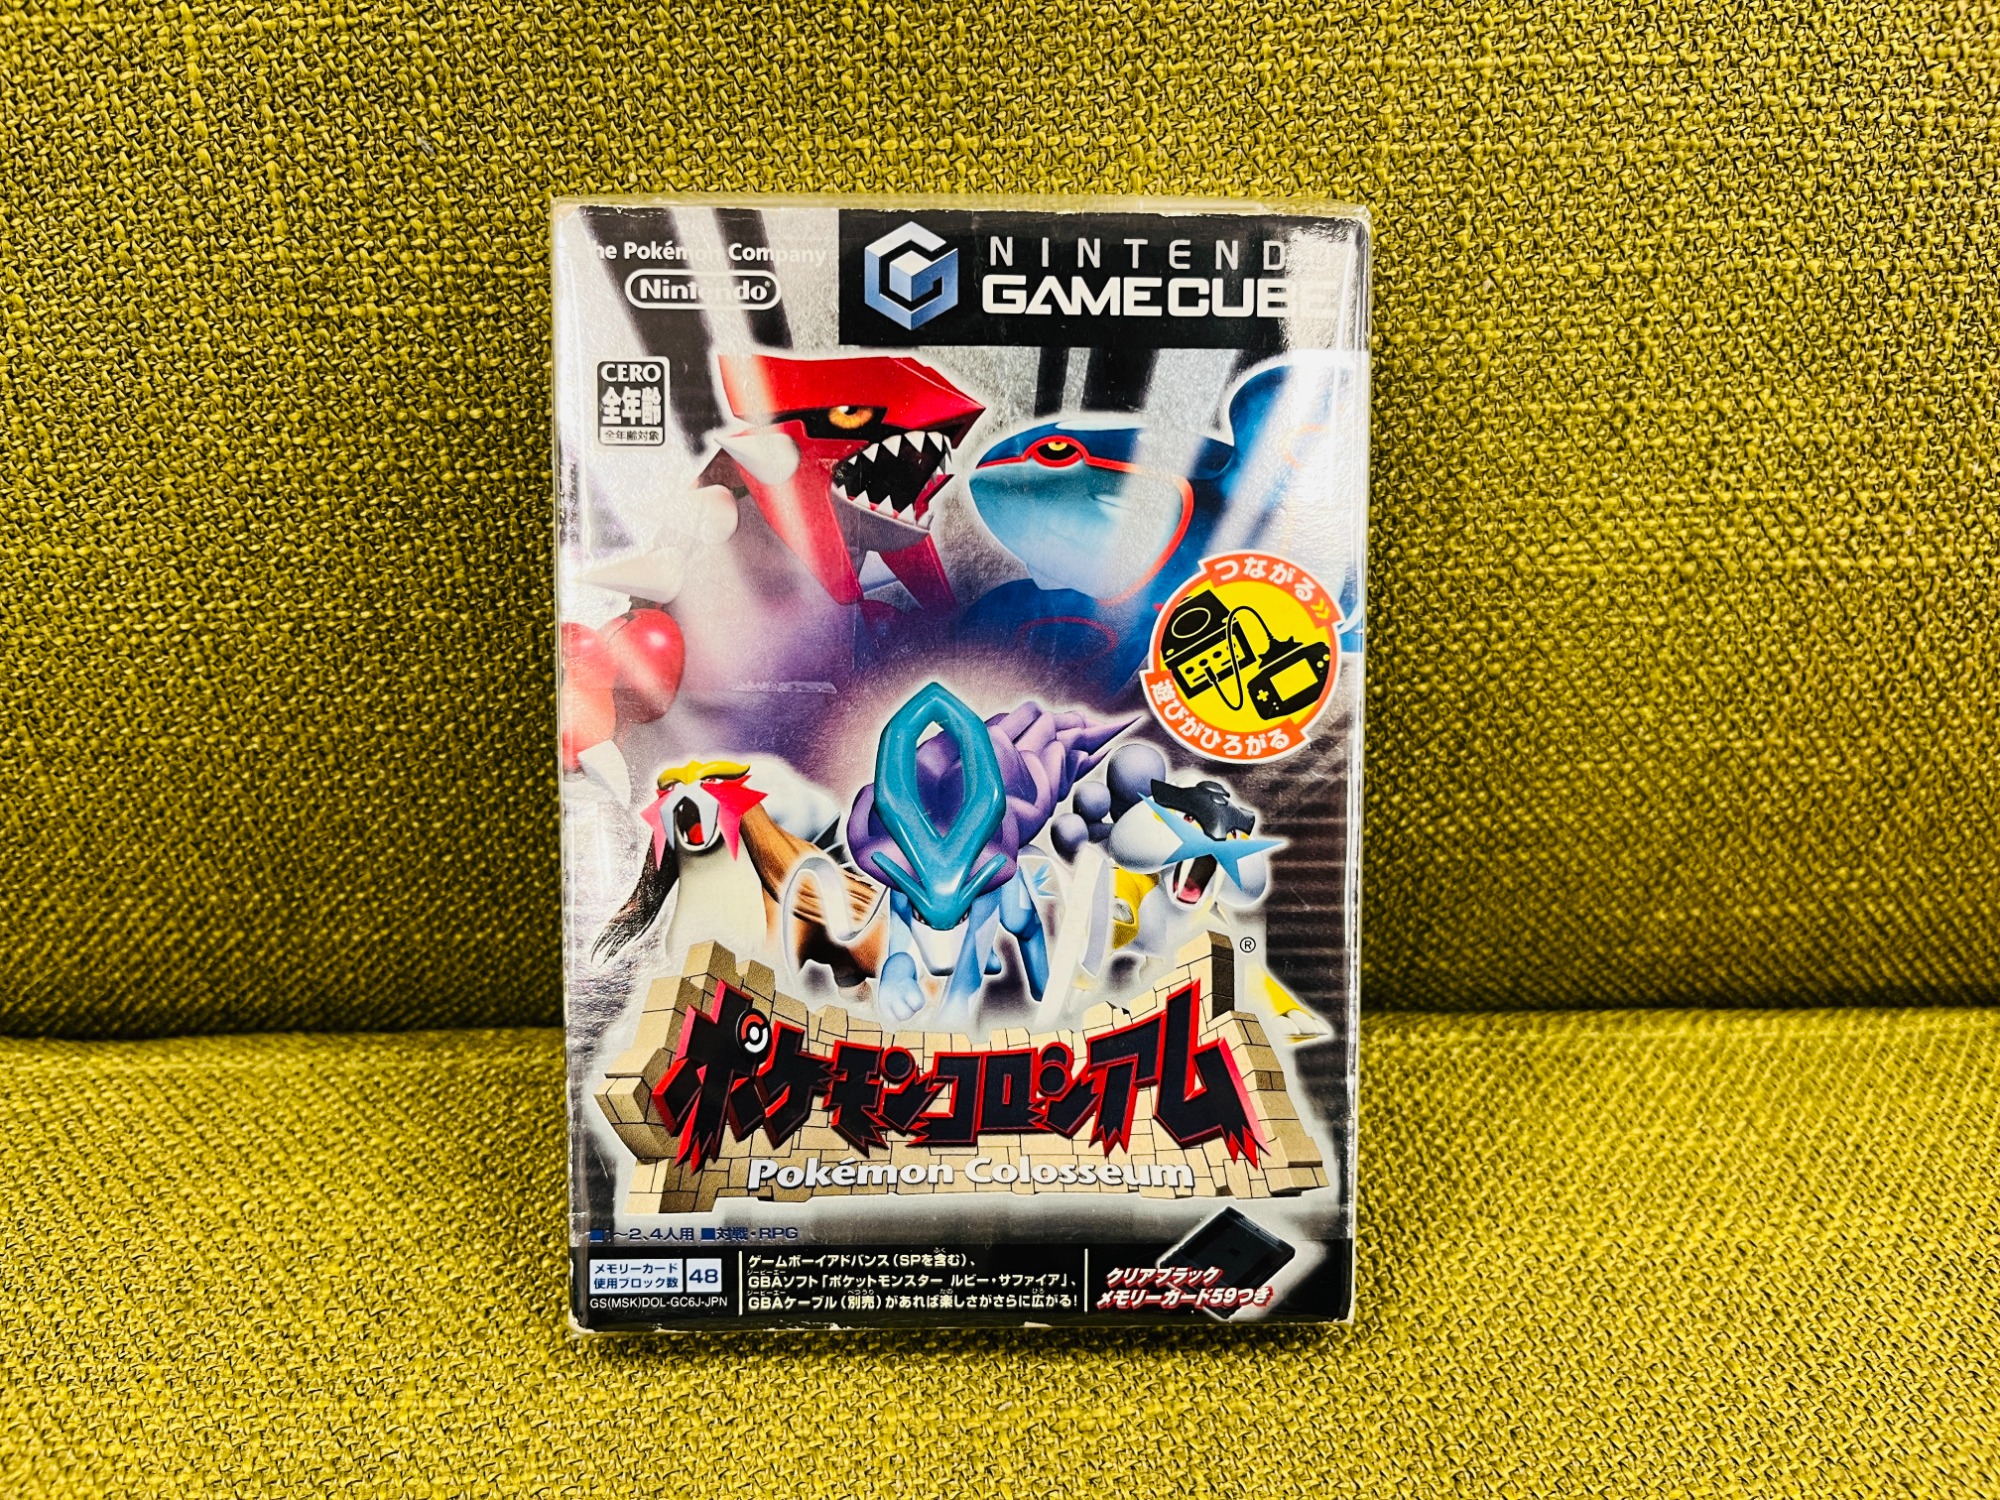 The Pokémon Company
Nintendo
NINTENDO
GAMECUBE
CERO
全年齢
全年齢対象
つながる
遊びがひろがる
®
ポケモンコロシアム
Pokémon Colosseum
■1~2、4人用 ■対戦・RPG
メモリーカード
使用ブロック数
48
GS(MSK)DOL-GC6J-JPN
ゲームボーイアドバンス(SPを含む)、
GBAソフト「ポケットモンスター ルビー・サファイア」、
GBAケーブル(別売)があれば楽しさがさらに広がる!
クリアブラック
メモリーカード59つき